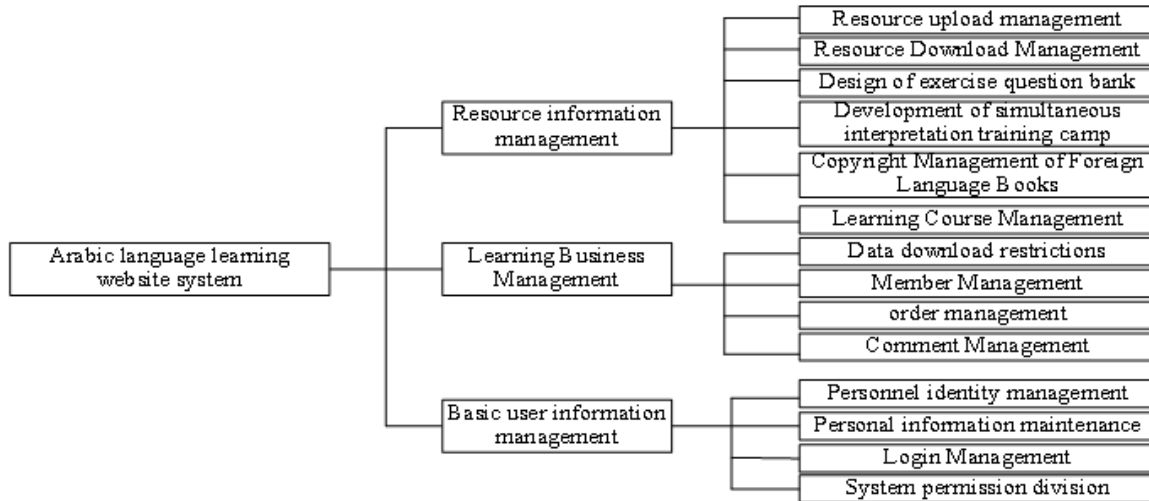 Arabic language learning
website system
Resource information
management
Resource upload management
Resource Download Management
Design of exercise question bank
Development of simultaneous
interpretation training camp
Copyright Management of Foreign
Language Books
Learning Course Management
Learning Business
Management
Data download restrictions
Member Management
order management
Comment Management
Basic user information
management
Personnel identity management
Personal information maintenance
Login Management
System permission division